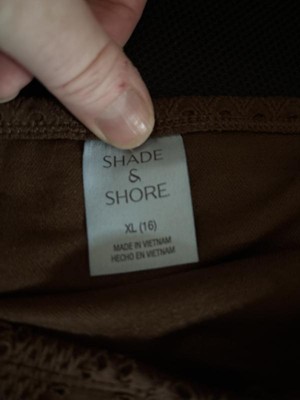 SHADE
&
SHORE
XL (16)
MADE IN VIETNAM
HECHO EN VIETNAM